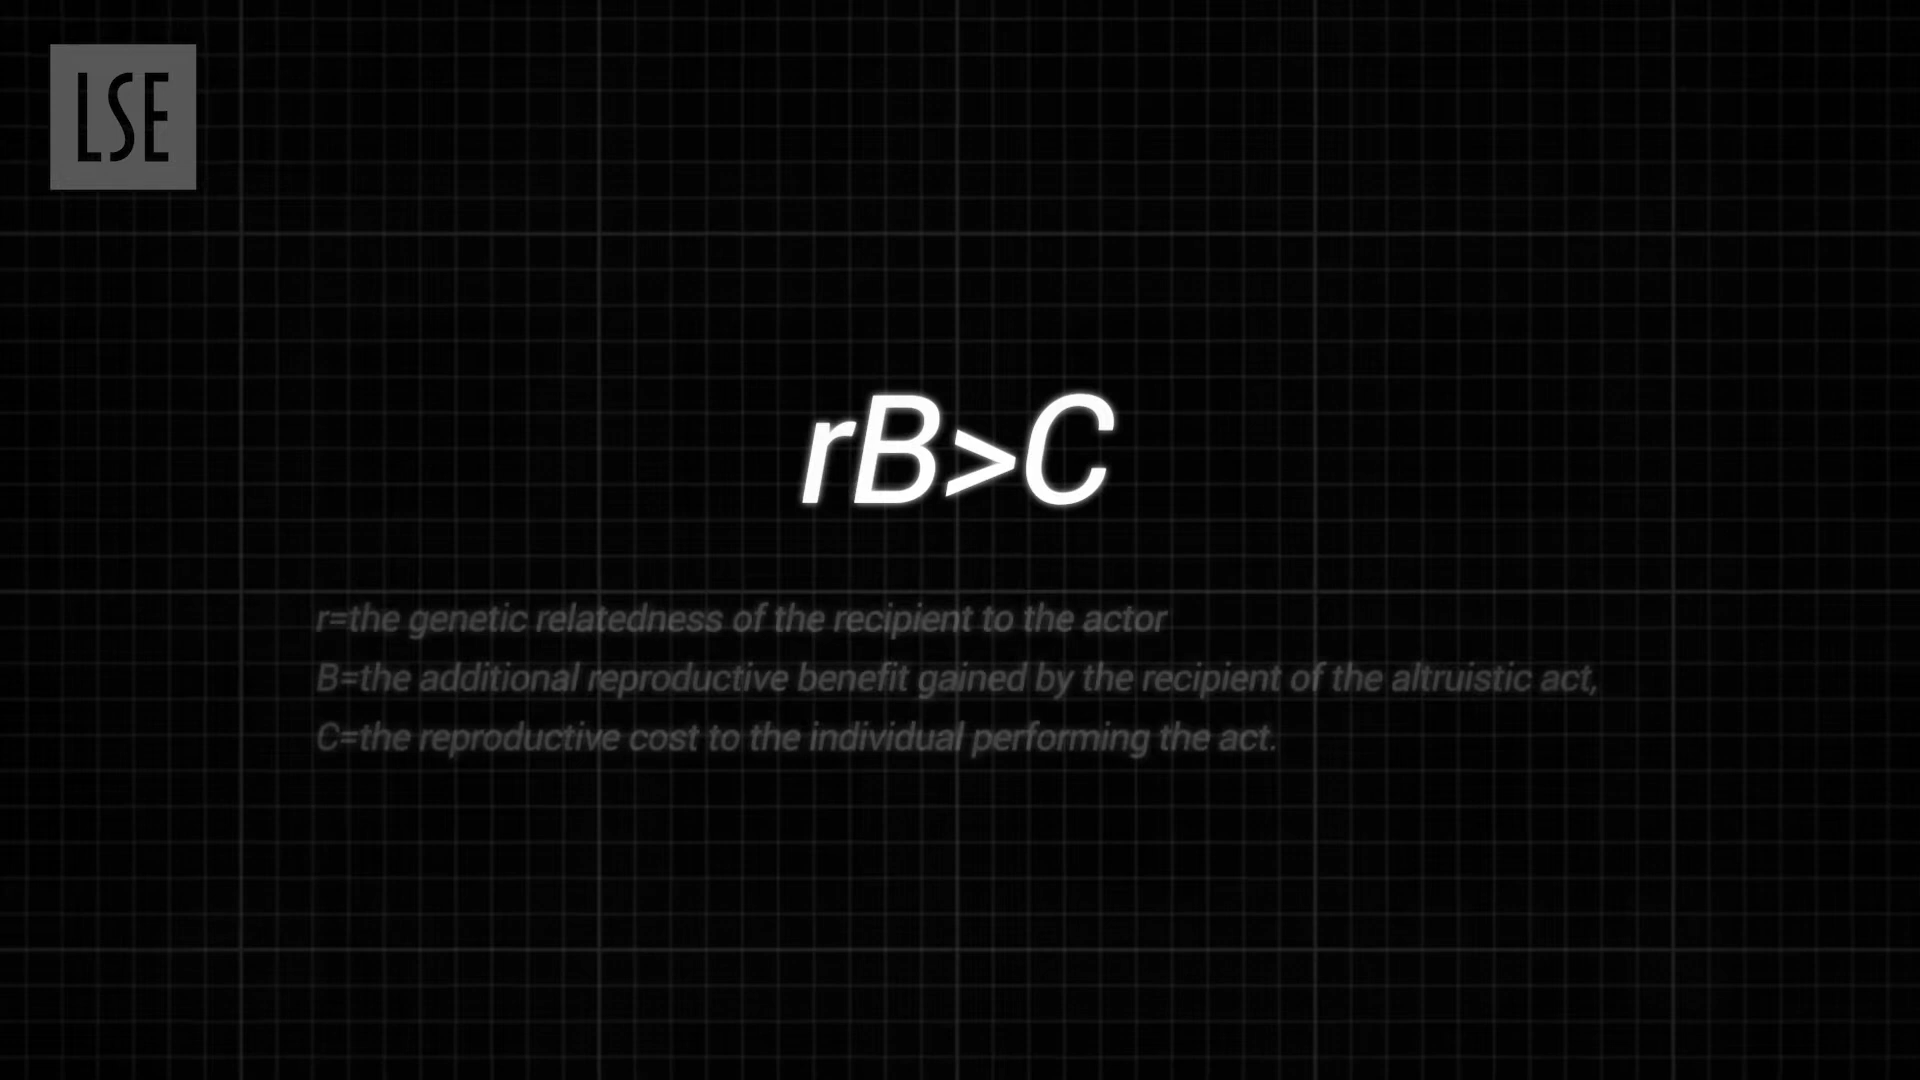 LSE
rB>C
r=the genetic relatedness of the recipient to the actor
B=the additional reproductive benefit gained by the recipient of the altruistic act,
C=the reproductive cost to the individual performing the act.